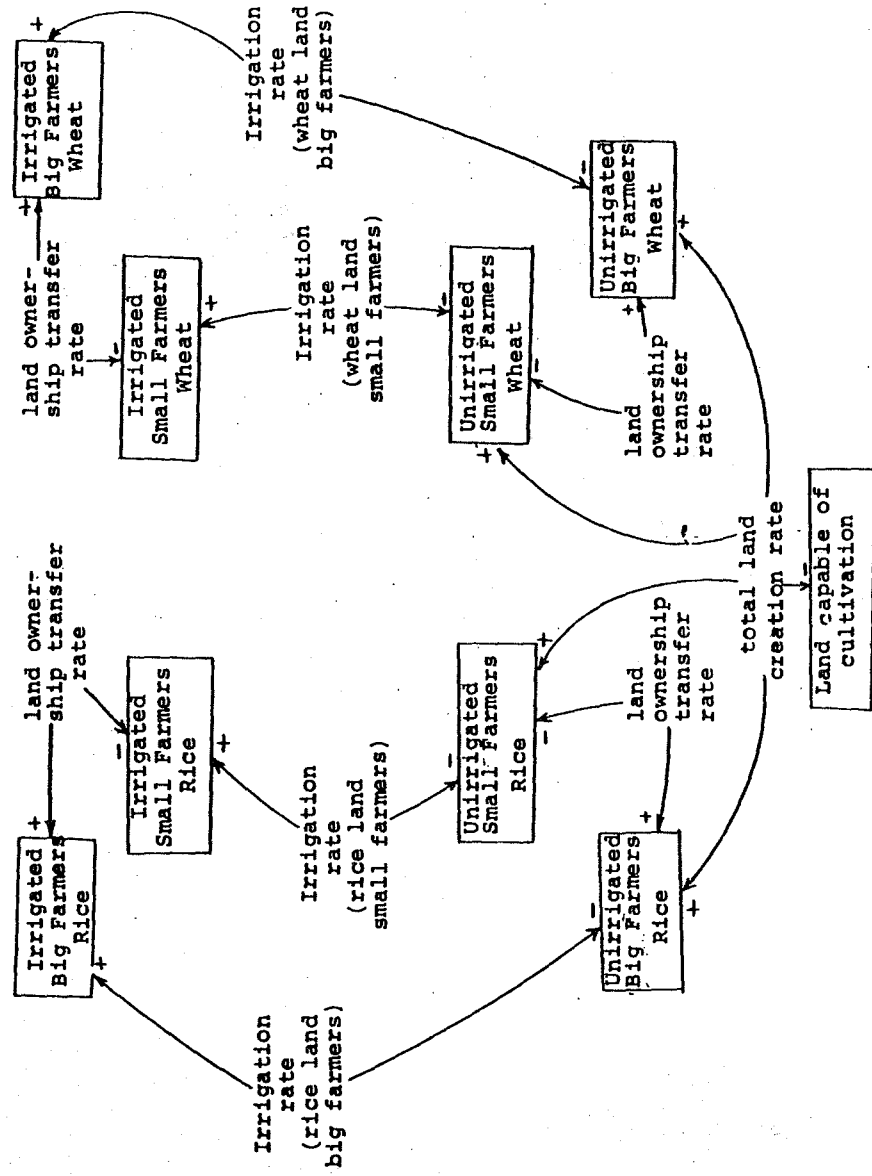 Irrigated
Big Farmers
Rice
+
+
land owner-
ship transfer
rate
land owner-
ship transfer
rate
+
+
Irrigated
Big Farmers
Wheat
-
Irrigated
Small Farmers
Rice
+
-
Irrigated
Small Farmers
Wheat
+
Irrigation
rate
(rice land
big farmers)
Irrigation
rate
(rice land
small farmers)
Irrigation
rate
(wheat land
small farmers)
Irrigation
rate
(wheat land
big farmers)
-
Unirrigated
Small Farmers
Rice
-
+
-
Unirrigated
Small Farmers
Wheat
+
-
-
Unirrigated
Big Farmers
Rice
+
+
land
ownership
transfer
rate
land
ownership
transfer
rate
-
Unirrigated
Big Farmers
Wheat
+
+
-
total land
creation rate
-
Land capable of
cultivation